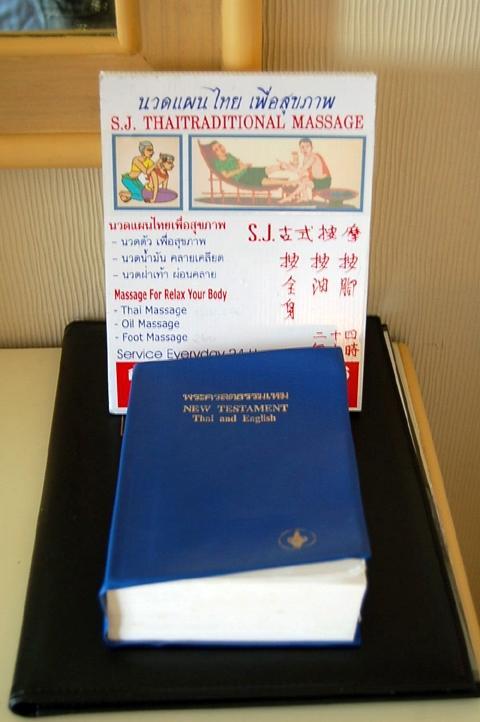 นวดแผนไทย เพื่อสุขภาพ
S.J. THAITRADITIONAL MASSAGE
นวดแผนไทยเพื่อสุขภาพ
- นวดตัว เพื่อสุขภาพ
- นวดน้ำมัน คลายเคลียด
- นวดฝ่าเท้า ผ่อนคลาย
Massage For Relax Your Body
- Thai Massage
- Oil Massage
- Foot Massage
Service Everyday 24
S.J. 古式按摩
按 按 按
全 油 腳
身
二十四
時
พระคริสตธรรมใหม่
NEW TESTAMENT
Thai and English